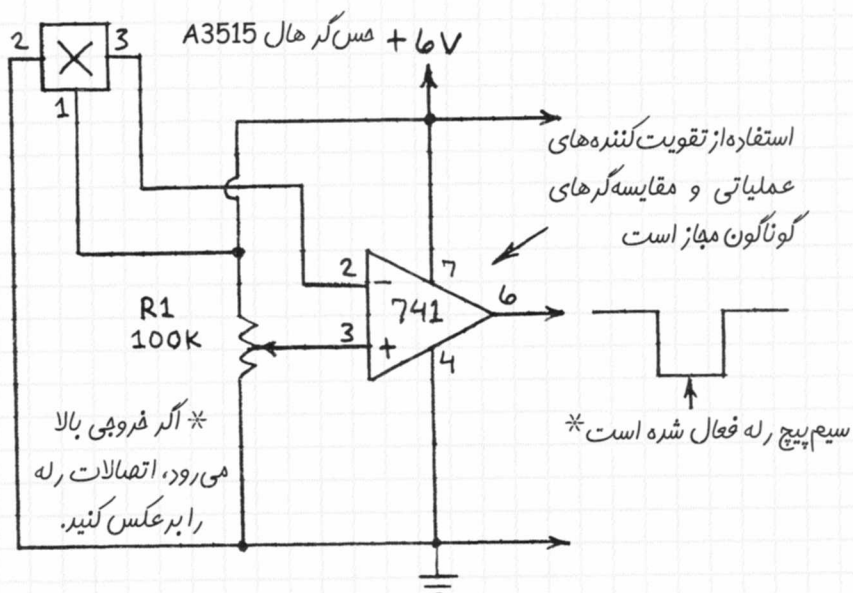 حس‌گر هال A3515
+6V
2
3
1
استفاده از تقویت‌کننده‌های
عملیاتی و مقایسه‌گرهای
گوناگون مجاز است
R1
100K
2
7
−
741
6
3
+
4
* اگر خروجی بالا
می‌رود، اتصالات رله
را برعکس کنید.
سیم‌پیچ رله فعال شده است*